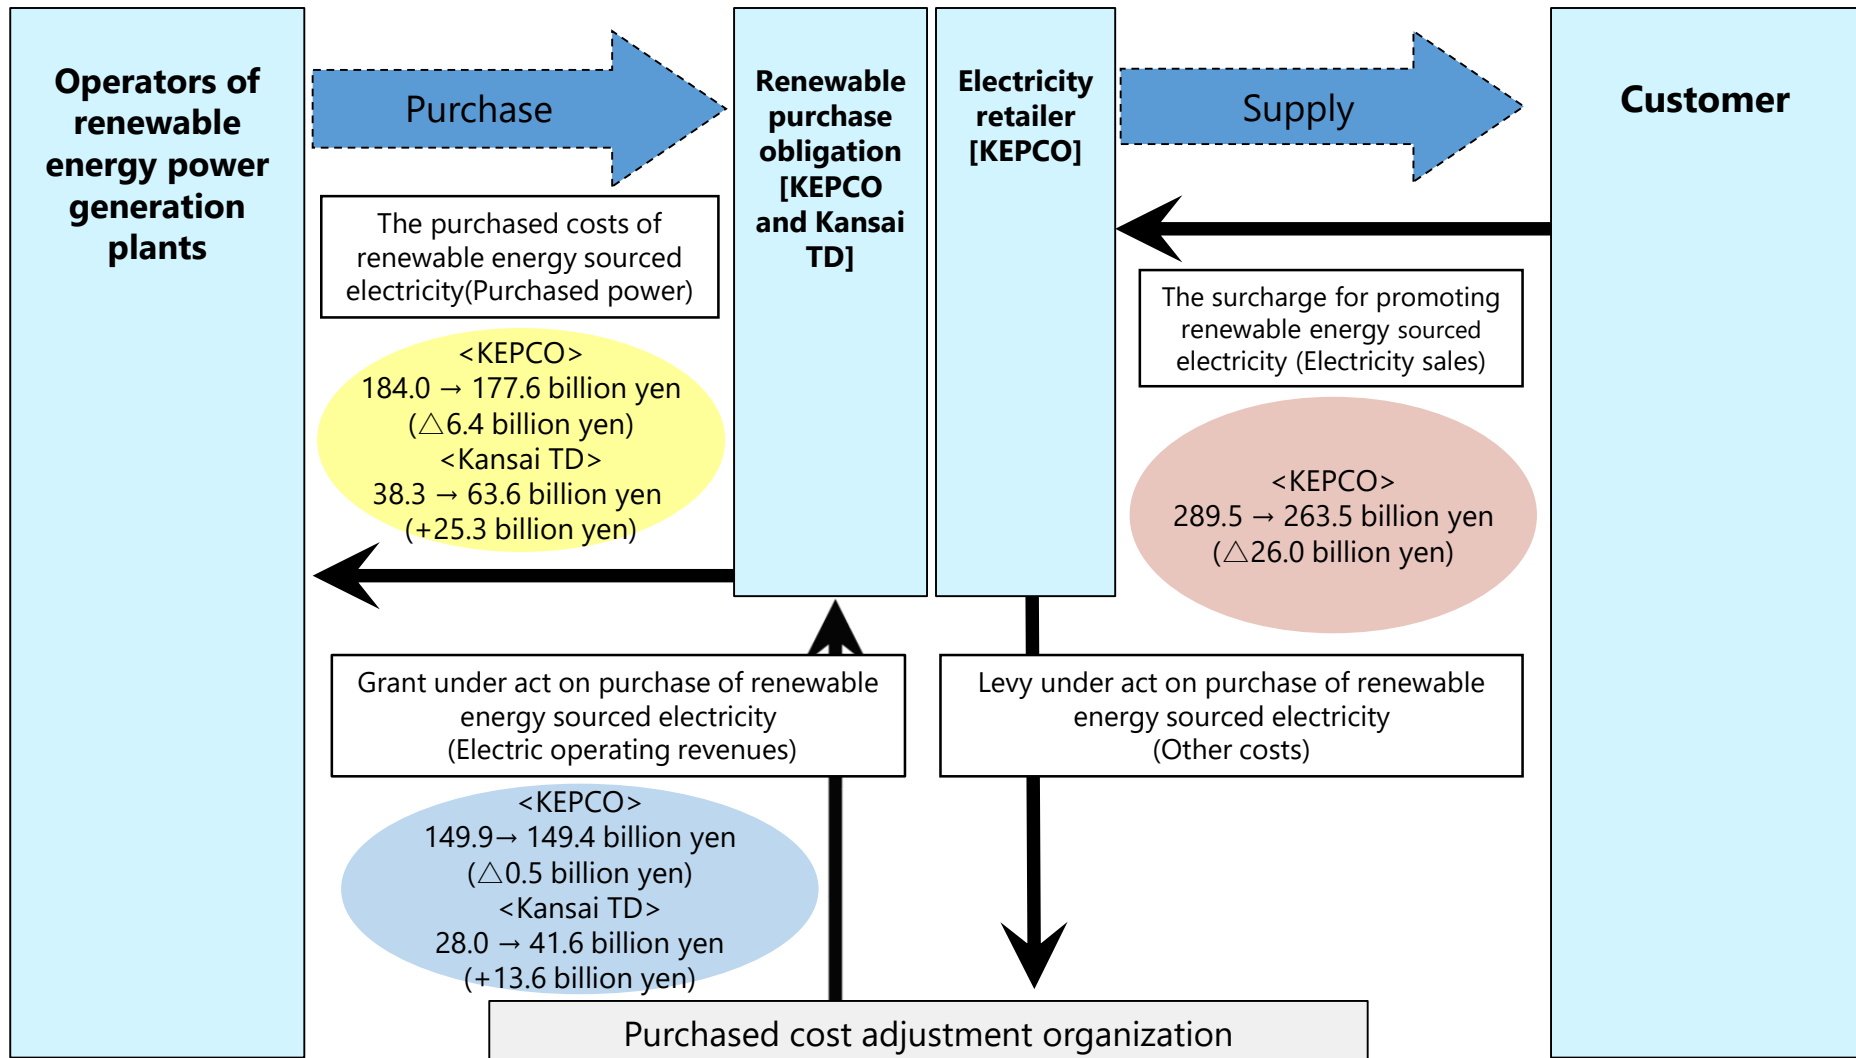 Operators of
renewable
energy power
generation
plants
Purchase
The purchased costs of
renewable energy sourced
electricity(Purchased power)
<KEPCO>
184.0 → 177.6 billion yen
(△6.4 billion yen)
<Kansai TD>
38.3 → 63.6 billion yen
(+25.3 billion yen)
Renewable
purchase
obligation
[KEPCO
and Kansai
TD]
Electricity
retailer
[KEPCO]
Supply
The surcharge for promoting
renewable energy sourced
electricity (Electricity sales)
<KEPCO>
289.5 → 263.5 billion yen
(△26.0 billion yen)
Customer
Grant under act on purchase of renewable
energy sourced electricity
(Electric operating revenues)
<KEPCO>
149.9→ 149.4 billion yen
(△0.5 billion yen)
<Kansai TD>
28.0 → 41.6 billion yen
(+13.6 billion yen)
Levy under act on purchase of renewable
energy sourced electricity
(Other costs)
Purchased cost adjustment organization